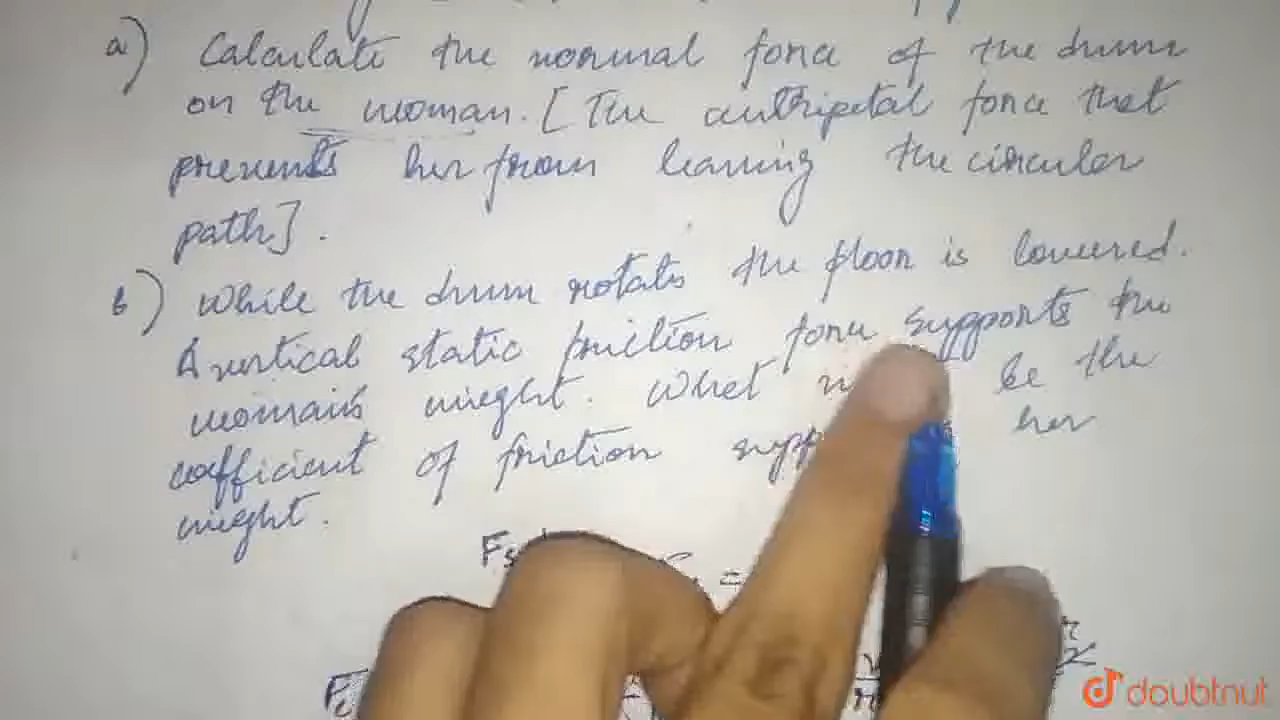 a) Calculate the normal force of the drum
on the woman. [The centripetal force that
prevents her from leaving the circular
path].
b) While the drum rotates the floor is lowered.
A vertical static friction force supports the
woman's weight. What be the
coefficient of friction her
weight.
doubtnut